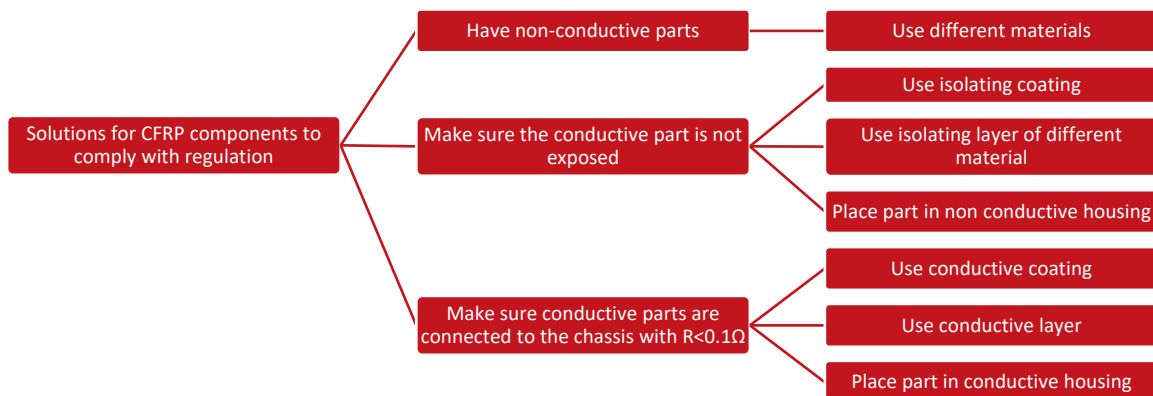 Have non-conductive parts
Use different materials
Use isolating coating
Solutions for CFRP components to
comply with regulation
Make sure the conductive part is not
exposed
Use isolating layer of different
material
Place part in non conductive housing
Use conductive coating
Make sure conductive parts are
connected to the chassis with R<0.1Ω
Use conductive layer
Place part in conductive housing